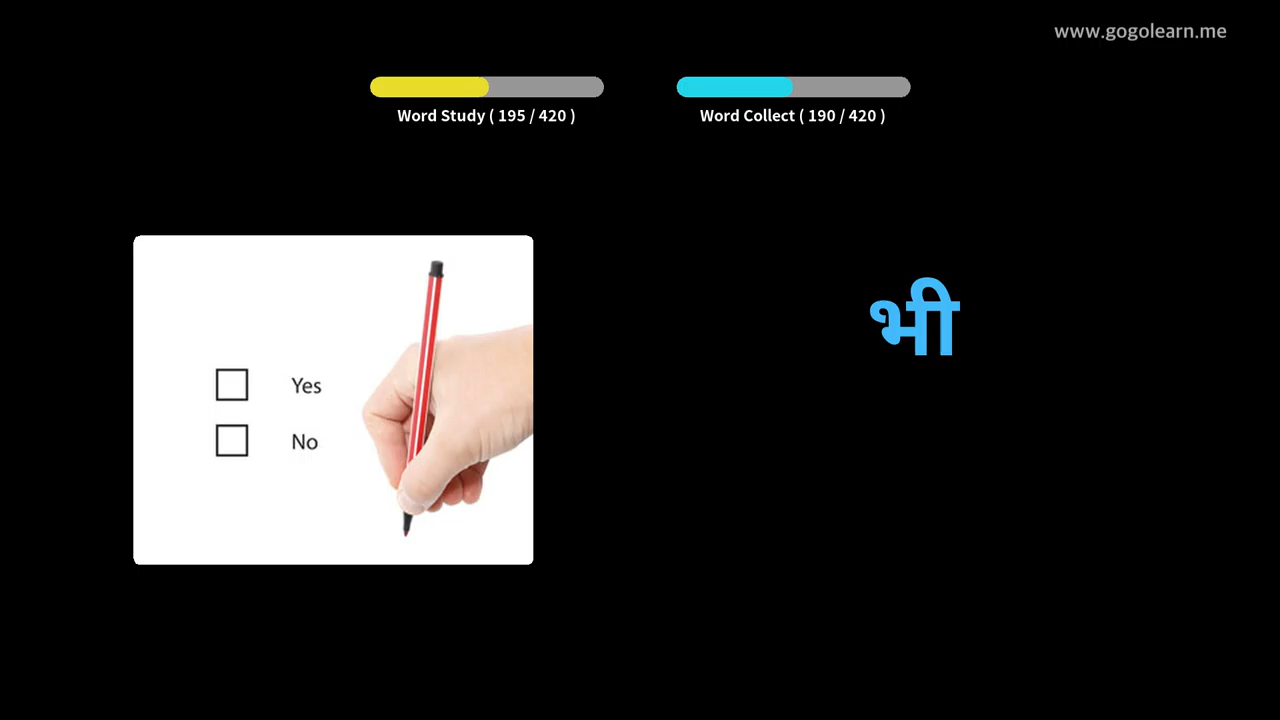 www.gogolearn.me
Word Study ( 195 / 420 )
Word Collect ( 190 / 420 )
भी
Yes
No